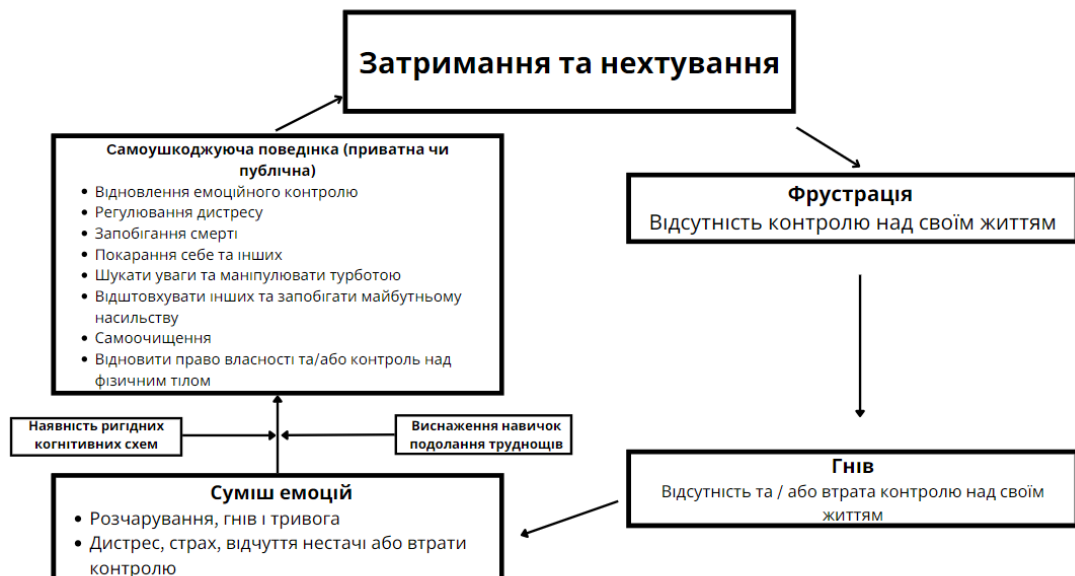 Затримання та нехтування
Самоушкоджуюча поведінка (приватна чи
публічна)
• Відновлення емоційного контролю
• Регулювання дистресу
• Запобігання смерті
• Покарання себе та інших
• Шукати уваги та маніпулювати турботою
• Відштовхувати інших та запобігати майбутньому
насильству
• Самоочищення
• Відновити право власності та/або контроль над
фізичним тілом
Фрустрація
Відсутність контролю над своїм життям
Наявність ригідних
когнітивних схем
Виснаження навичок
подолання труднощів
Гнів
Відсутність та / або втрата контролю над своїм
життям
Суміш емоцій
• Розчарування, гнів і тривога
• Дистрес, страх, відчуття нестачі або втрати
контролю